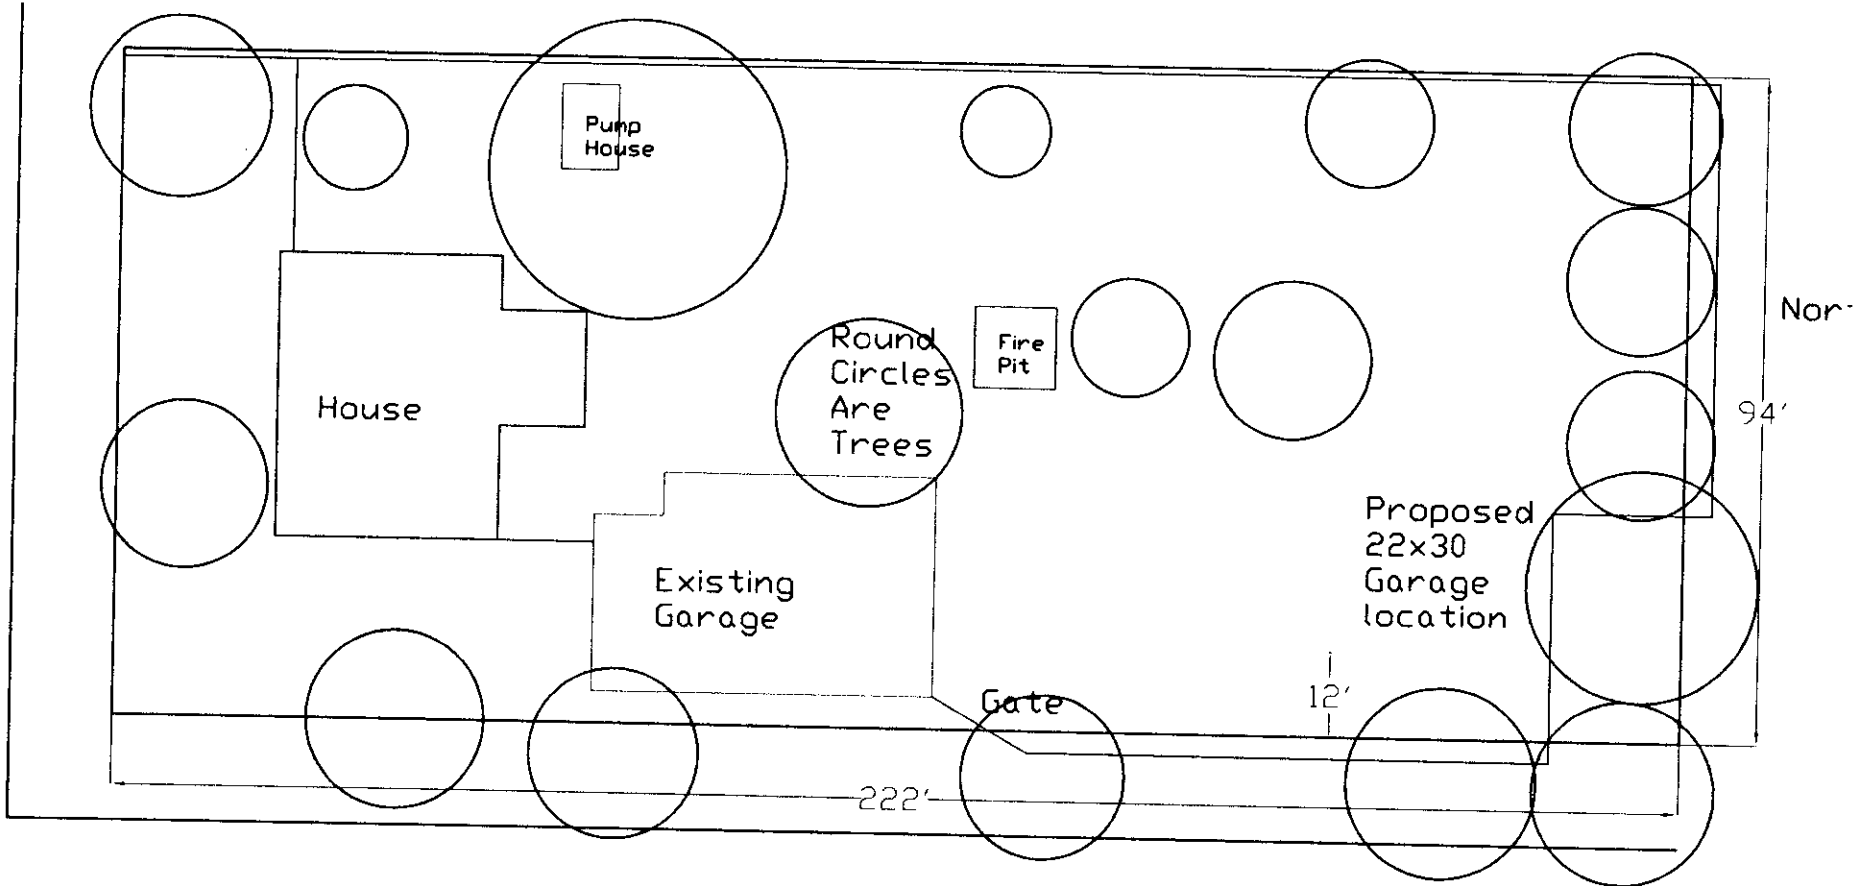 Pump
House
Nor
Round
Circles
Are
Trees
Fire
Pit
House
94'
Proposed
22x30
Garage
location
Existing
Garage
Gate
12'
222'